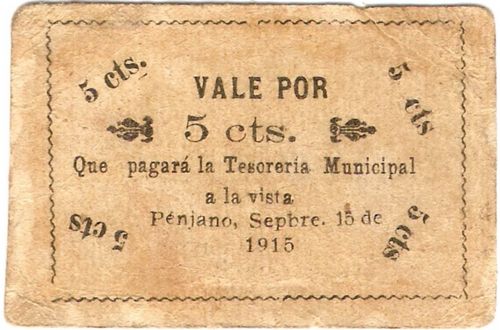 5 cts.
5 cts
VALE POR
5 cts.
Que pagará la Tesoreria Municipal
a la vista
Pénjano, Sepbre. 15 de
1915
5 cts
5 cts